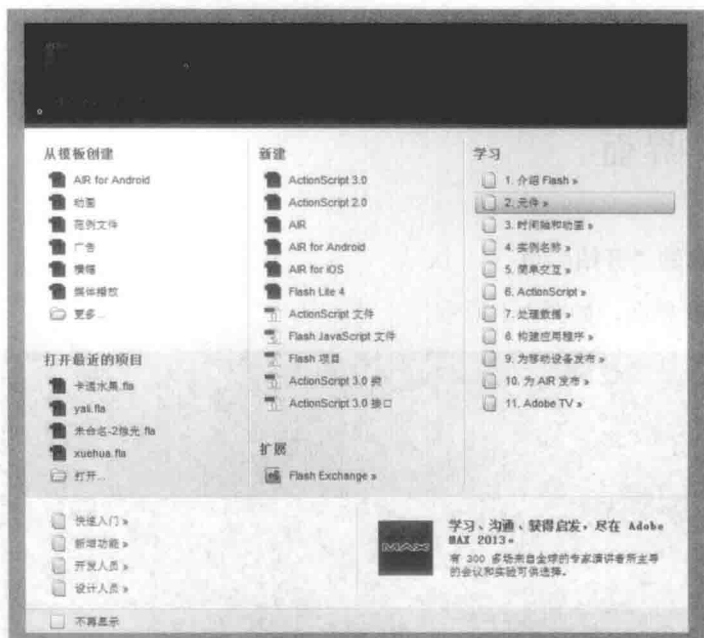 从模板创建
AIR for Android
动画
范例文件
广告
横幅
媒体播放
更多...
打开最近的项目
卡通水果.fla
yali.fla
未命名-2烛光.fla
xuehua.fla
打开...
新建
ActionScript 3.0
ActionScript 2.0
AIR
AIR for Android
AIR for iOS
Flash Lite 4
ActionScript 文件
Flash JavaScript 文件
Flash 项目
ActionScript 3.0 类
ActionScript 3.0 接口
扩展
Flash Exchange »
学习
1. 介绍 Flash »
2. 元件 »
3. 时间轴和动画 »
4. 实例名称 »
5. 简单交互 »
6. ActionScript »
7. 处理数据 »
8. 构建应用程序 »
9. 为移动设备发布 »
10. 为 AIR 发布 »
11. Adobe TV »
快速入门 »
新增功能 »
开发人员 »
设计人员 »
MAX
学习、沟通、获得启发，尽在 Adobe
MAX 2013»
有 300 多场来自全球的专家演讲者所主导
的会议和实验可供选择。
不再显示